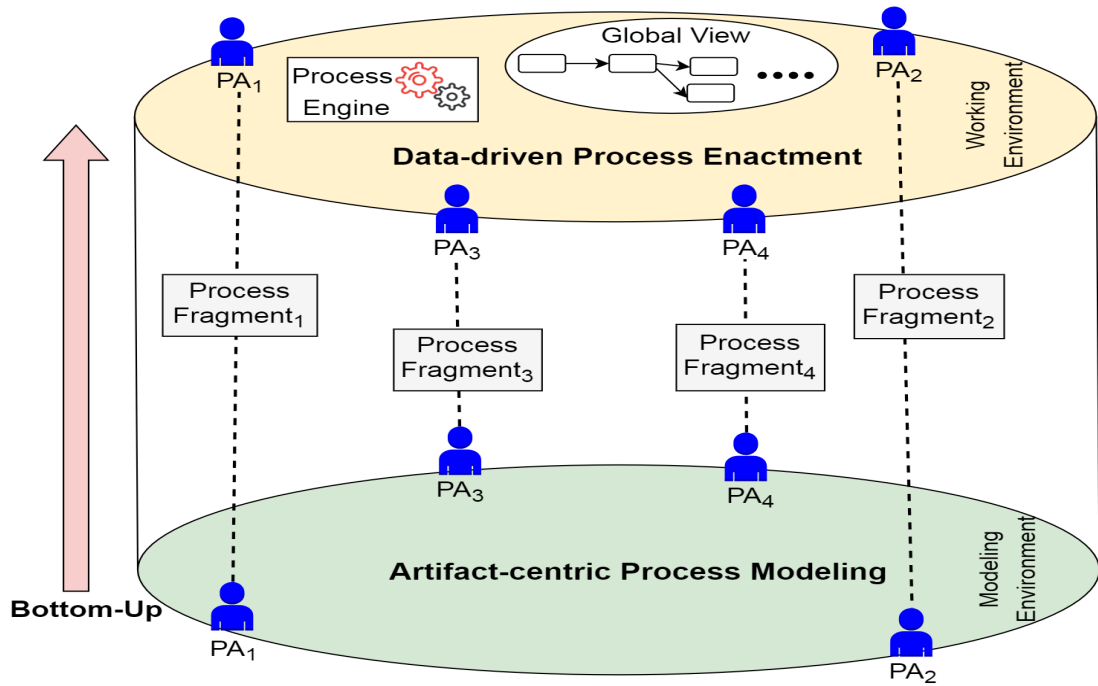 PA₁
Process
Engine
Global View
PA₂
Working
Environment
Data-driven Process Enactment
PA₃
PA₄
Process
Fragment₁
Process
Fragment₂
Process
Fragment₃
Process
Fragment₄
PA₃
PA₄
Artifact-centric Process Modeling
Modeling
Environment
Bottom-Up
PA₁
PA₂